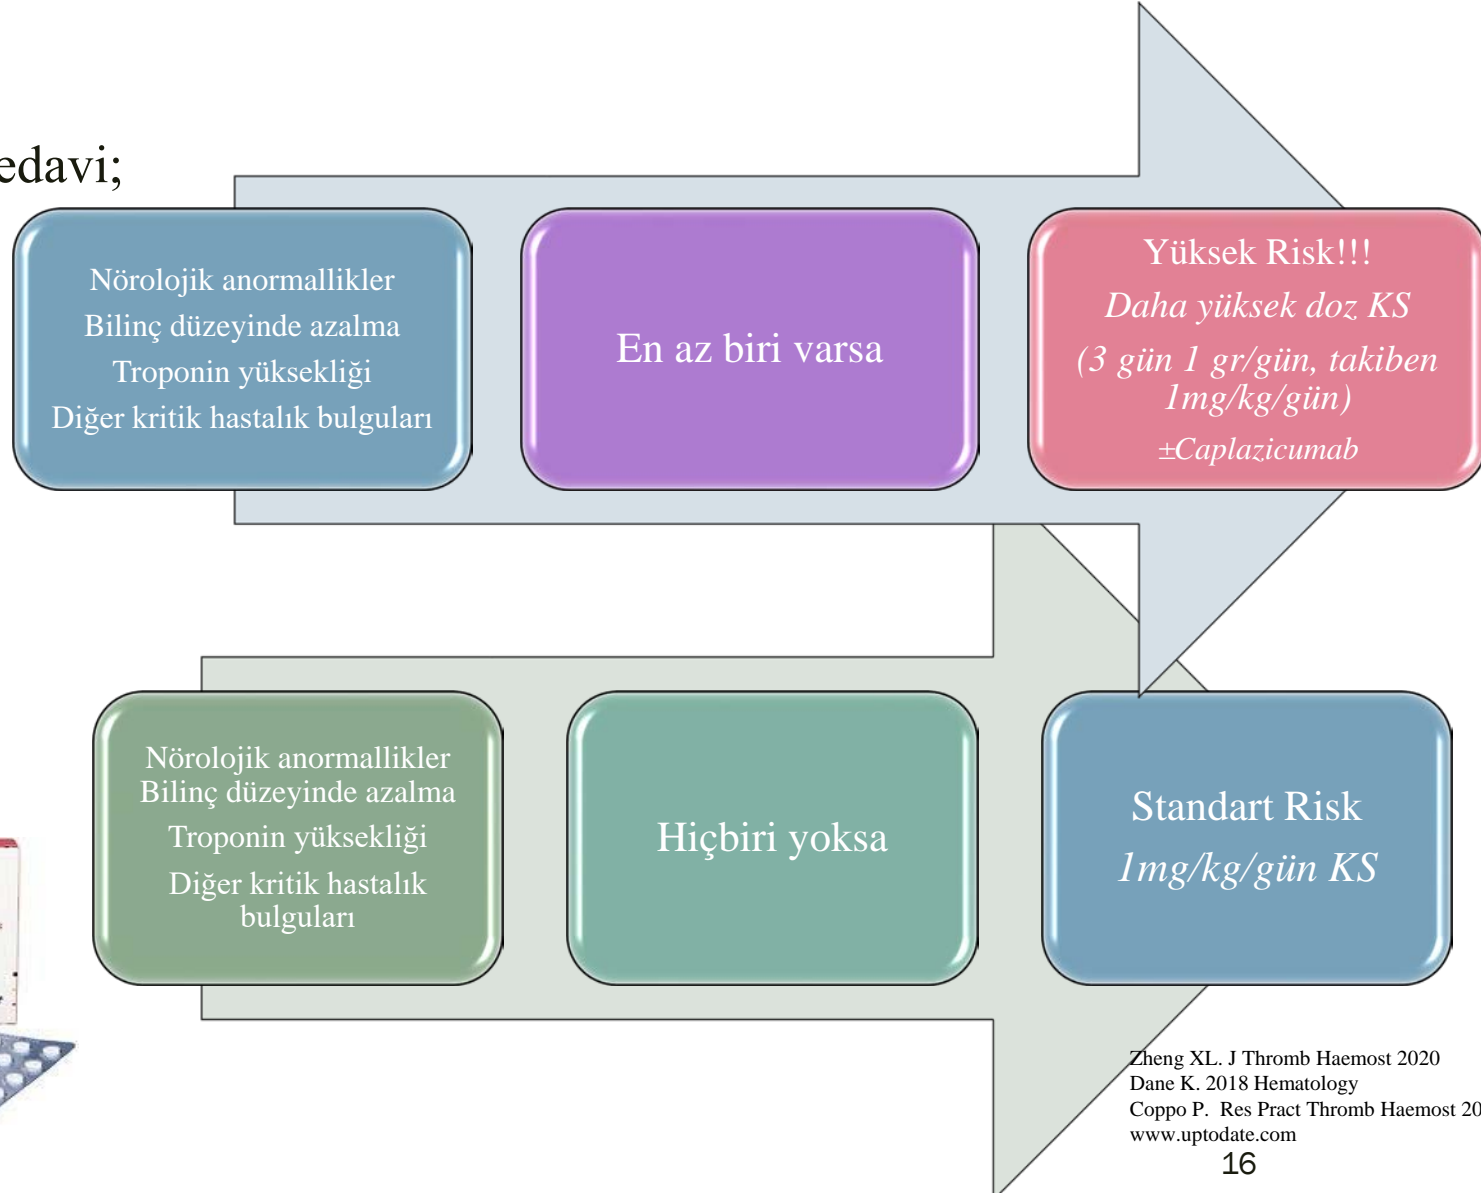 edavi;
Nörolojik anormallikler
Bilinç düzeyinde azalma
Troponin yüksekliği
Diğer kritik hastalık bulguları
En az biri varsa
Yüksek Risk!!!
Daha yüksek doz KS
(3 gün 1 gr/gün, takiben
1mg/kg/gün)
±Caplazicumab
Nörolojik anormallikler
Bilinç düzeyinde azalma
Troponin yüksekliği
Diğer kritik hastalık
bulguları
Hiçbiri yoksa
Standart Risk
1mg/kg/gün KS
Zheng XL. J Thromb Haemost 2020
Dane K. 2018 Hematology
Coppo P. Res Pract Thromb Haemost 20
www.uptodate.com
16